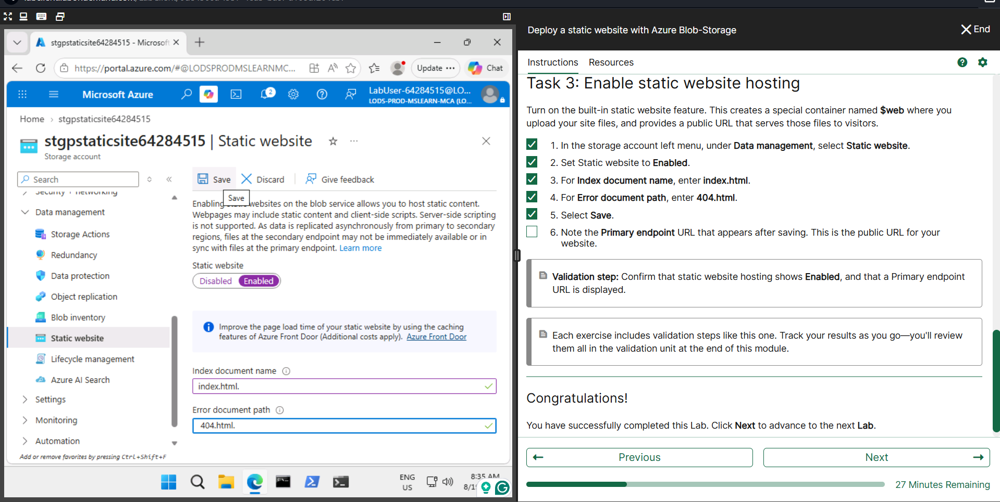 stgpstaticsite64284515 - Microsoft
https://portal.azure.com/#@LODSPRODMSLEARNMC...
Update
Chat
Microsoft Azure
2
LabUser-64284515@LO...
LODS-PROD-MSLEARN-MCA (LO...
Home > stgpstaticsite64284515
stgpstaticsite64284515 | Static website
Storage account
Search
Security + networking
Data management
Storage Actions
Redundancy
Data protection
Object replication
Blob inventory
Static website
Lifecycle management
Azure AI Search
Settings
Monitoring
Automation
Add or remove favorites by pressing Ctrl+Shift+F
Save
Discard
Give feedback
Save
Enabling websites on the blob service allows you to host static content.
Webpages may include static content and client-side scripts. Server-side scripting
is not supported. As data is replicated asynchronously from primary to secondary
regions, files at the secondary endpoint may not be immediately available or in
sync with files at the primary endpoint. Learn more
Static website
Disabled Enabled
Improve the page load time of your static website by using the caching
features of Azure Front Door (Additional costs apply). Azure Front Door
Index document name
index.html.
Error document path
404.html.
ENG
US
8:35 AM
Deploy a static website with Azure Blob-Storage
End
Instructions
Resources
Task 3: Enable static website hosting
Turn on the built-in static website feature. This creates a special container named $web where you
upload your site files, and provides a public URL that serves those files to visitors.
1. In the storage account left menu, under Data management, select Static website.
2. Set Static website to Enabled.
3. For Index document name, enter index.html.
4. For Error document path, enter 404.html.
5. Select Save.
6. Note the Primary endpoint URL that appears after saving. This is the public URL for your
website.
Validation step: Confirm that static website hosting shows Enabled, and that a Primary endpoint
URL is displayed.
Each exercise includes validation steps like this one. Track your results as you go—you'll review
them all in the validation unit at the end of this module.
Congratulations!
You have successfully completed this Lab. Click Next to advance to the next Lab.
Previous
Next
27 Minutes Remaining